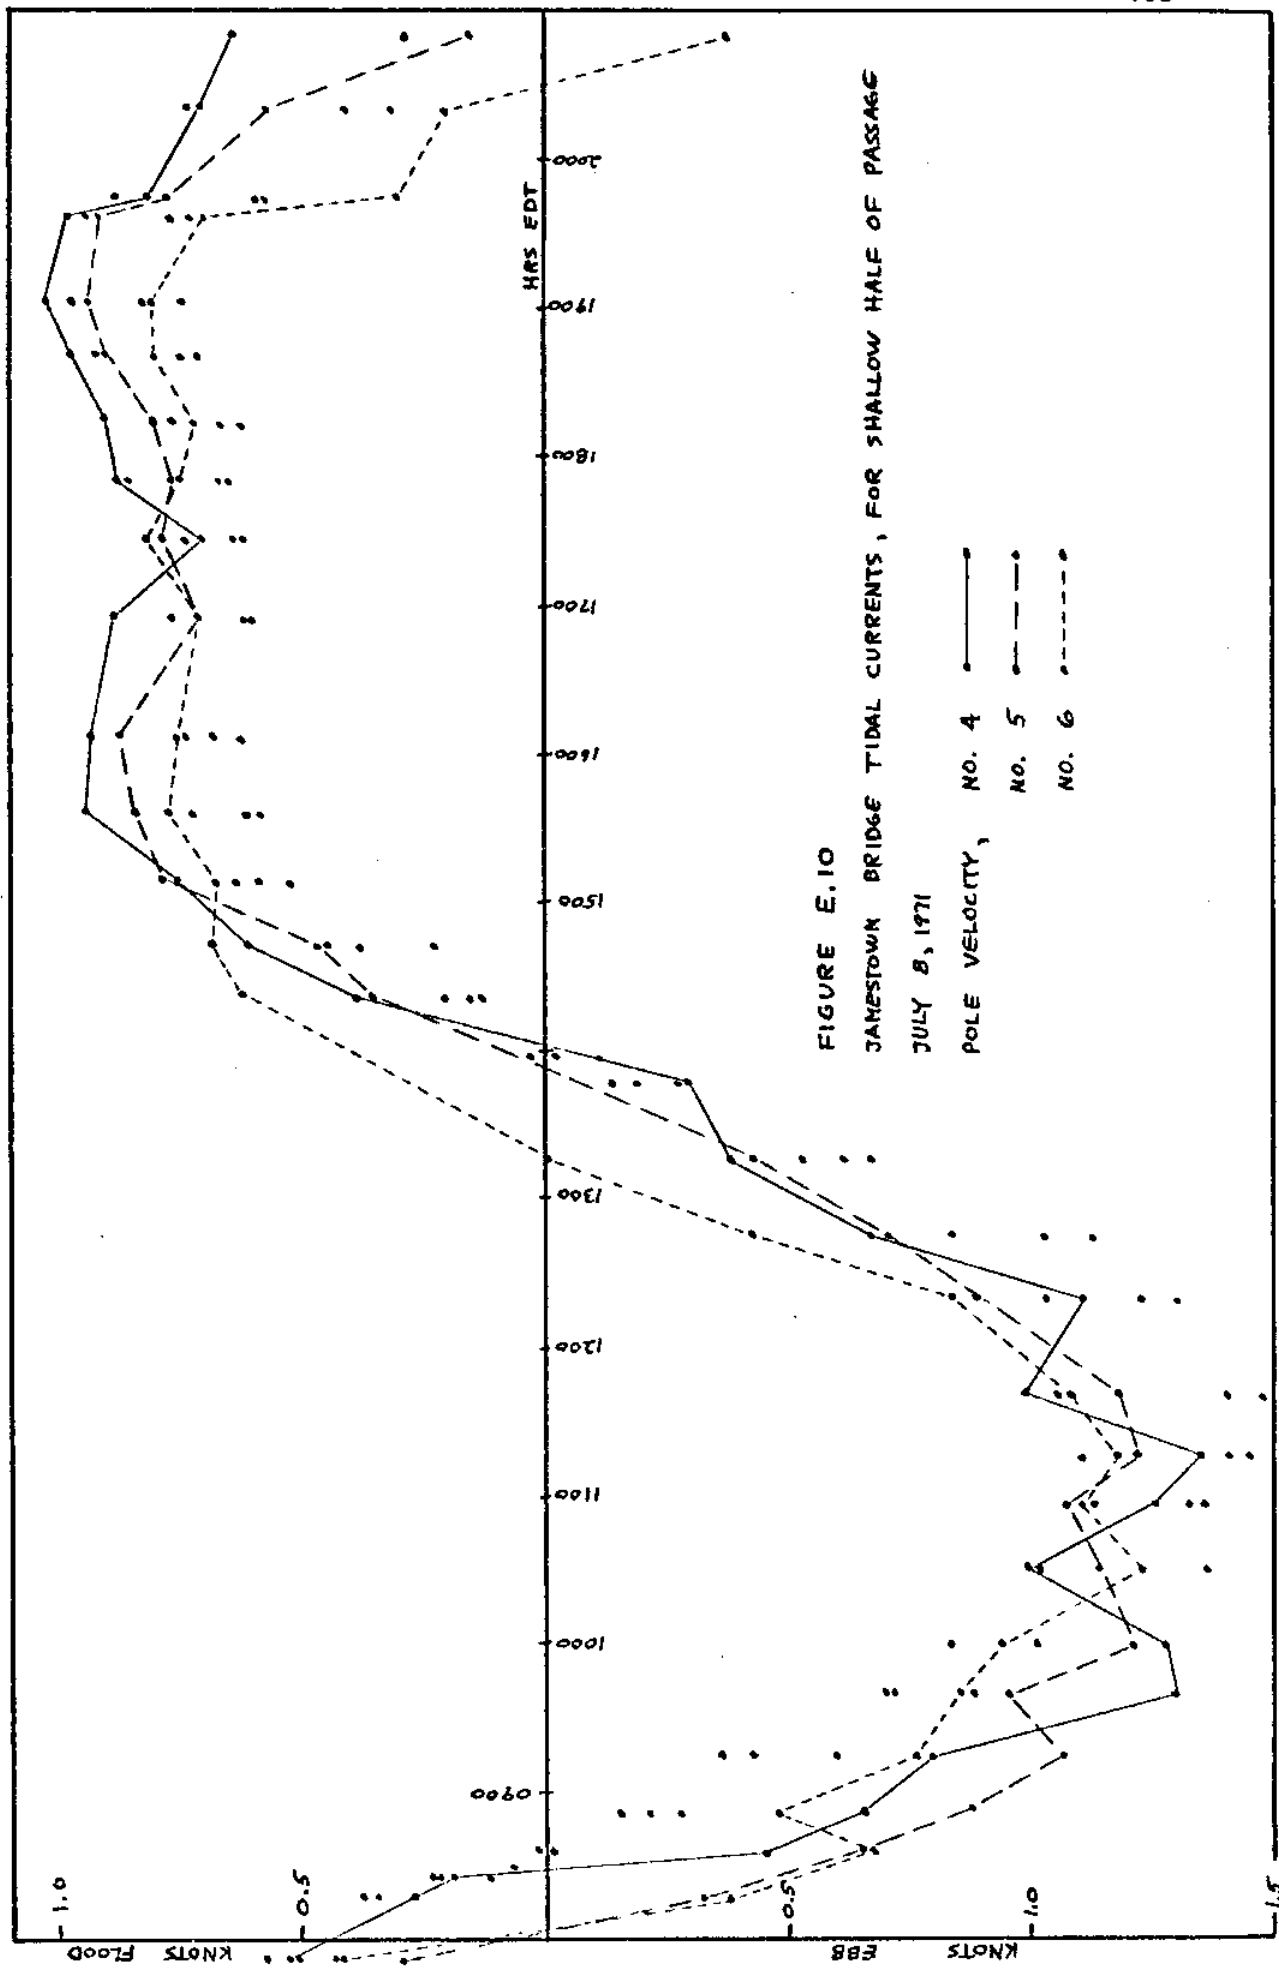 FIGURE E.10
JAMESTOWN BRIDGE TIDAL CURRENTS, FOR SHALLOW HALF OF PASSAGE
JULY 8, 1971
POLE VELOCITY, NO. 4
NO. 5
NO. 6
KNOTS FLOOD
1.0
0.5
EBB
KNOTS
0.5
1.0
1.5
0900
1000
1100
1200
1300
1500
1600
1700
1800
1900
2000
HRS EDT